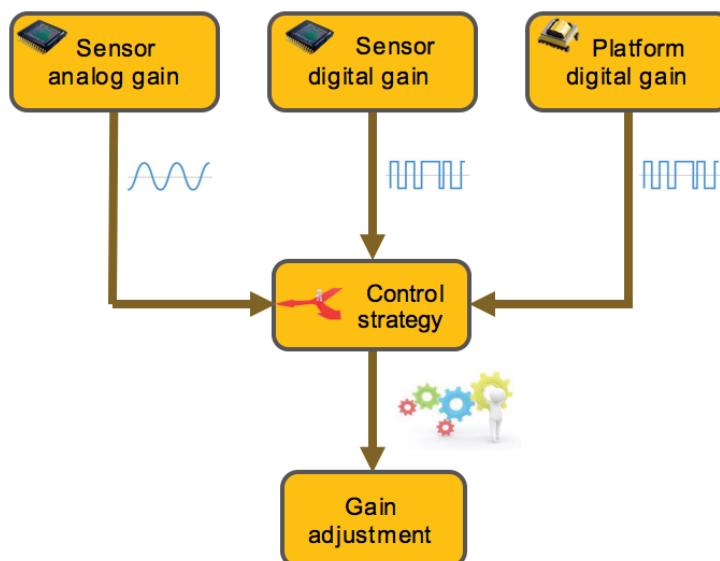 Sensor
analog gain
Sensor
digital gain
Platform
digital gain
Control
strategy
Gain
adjustment